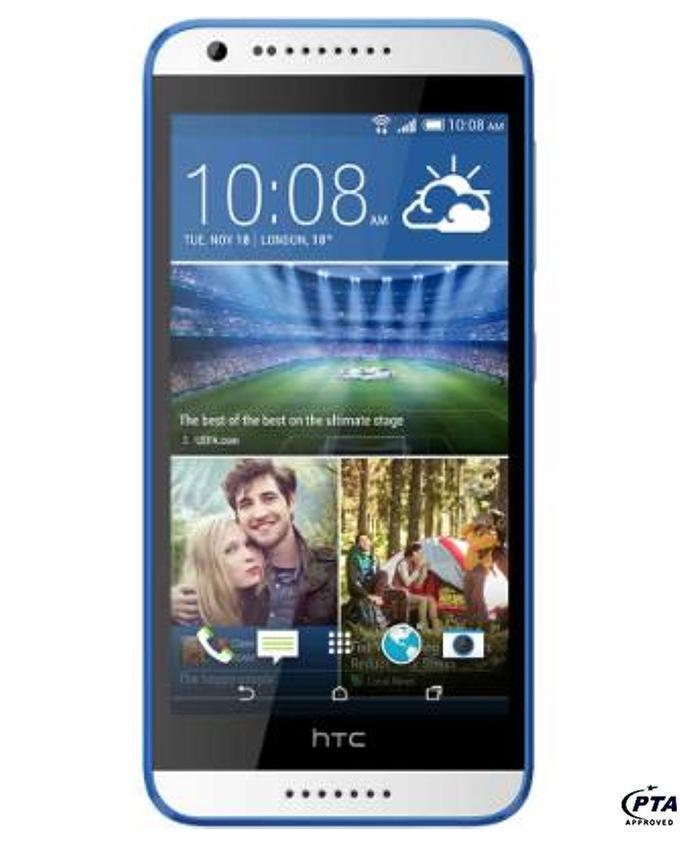 10:08 AM
10:08 AM
TUE, NOV 18 | LONDON, 18°
The best of the best on the ultimate stage
UEFA.com
hTC
PTA
APPROVED